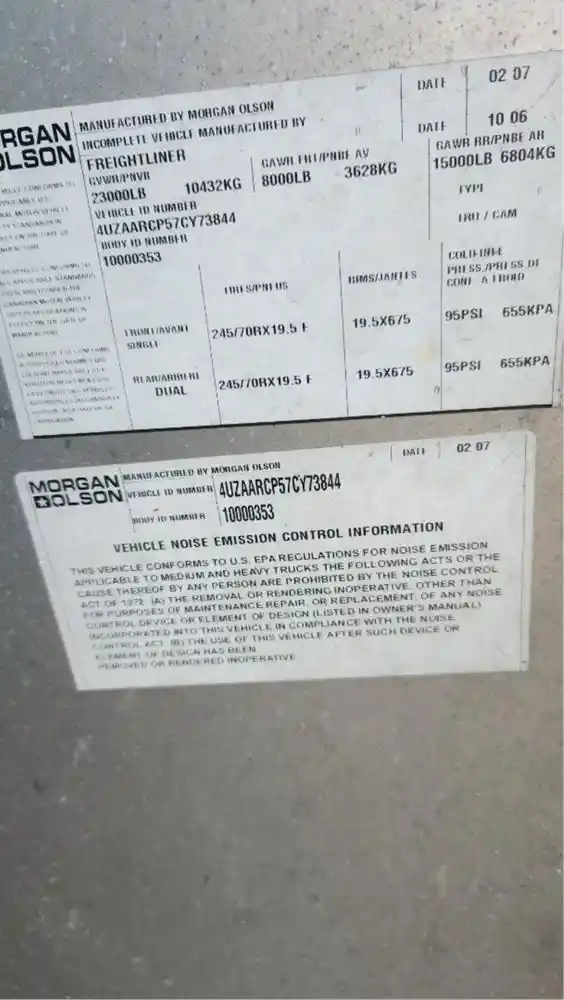 RGAN
OLSON
MANUFACTURED BY MORGAN OLSON
DATE 02 07
INCOMPLETE VEHICLE MANUFACTURED BY
FREIGHTLINER
DATE 10 06
GVWR/PNVB
23000LB 10432KG
GAWR FRT/PNBE AV
8000LB 3628KG
GAWR RR/PNBE AR
15000LB 6804KG
VEHICLE ID NUMBER
4UZAARCP57CY73844
TYPE
BODY ID NUMBER
10000353
TIRES/PNEUS
RIMS/JANTES
PRESS./PRESS.DE
FRONT/AVANT
SINGLE
245/70RX19.5 F
19.5X675
95PSI 655KPA
REAR/ARRIERE
DUAL
245/70RX19.5 F
19.5X675
95PSI 655KPA
MORGAN
OLSON
MANUFACTURED BY MORGAN OLSON
DATE 02 07
VEHICLE ID NUMBER 4UZAARCP57CY73844
BODY ID NUMBER 10000353
VEHICLE NOISE EMISSION CONTROL INFORMATION
THIS VEHICLE CONFORMS TO U.S. EPA REGULATIONS FOR NOISE EMISSION
APPLICABLE TO MEDIUM AND HEAVY TRUCKS THE FOLLOWING ACTS OR THE
CAUSE THEREOF BY ANY PERSON ARE PROHIBITED BY THE NOISE CONTROL
ACT OF 1972 (A) THE REMOVAL OR RENDERING INOPERATIVE, OTHER THAN
FOR PURPOSES OF MAINTENANCE REPAIR, OR REPLACEMENT, OF ANY NOISE
CONTROL DEVICE OR ELEMENT OF DESIGN (LISTED IN OWNER'S MANUAL)
INCORPORATED INTO THIS VEHICLE IN COMPLIANCE WITH THE NOISE
CONTROL ACT. (B) THE USE OF THIS VEHICLE AFTER SUCH DEVICE OR
ELEMENT OF DESIGN HAS BEEN
REMOVED OR RENDERED INOPERATIVE